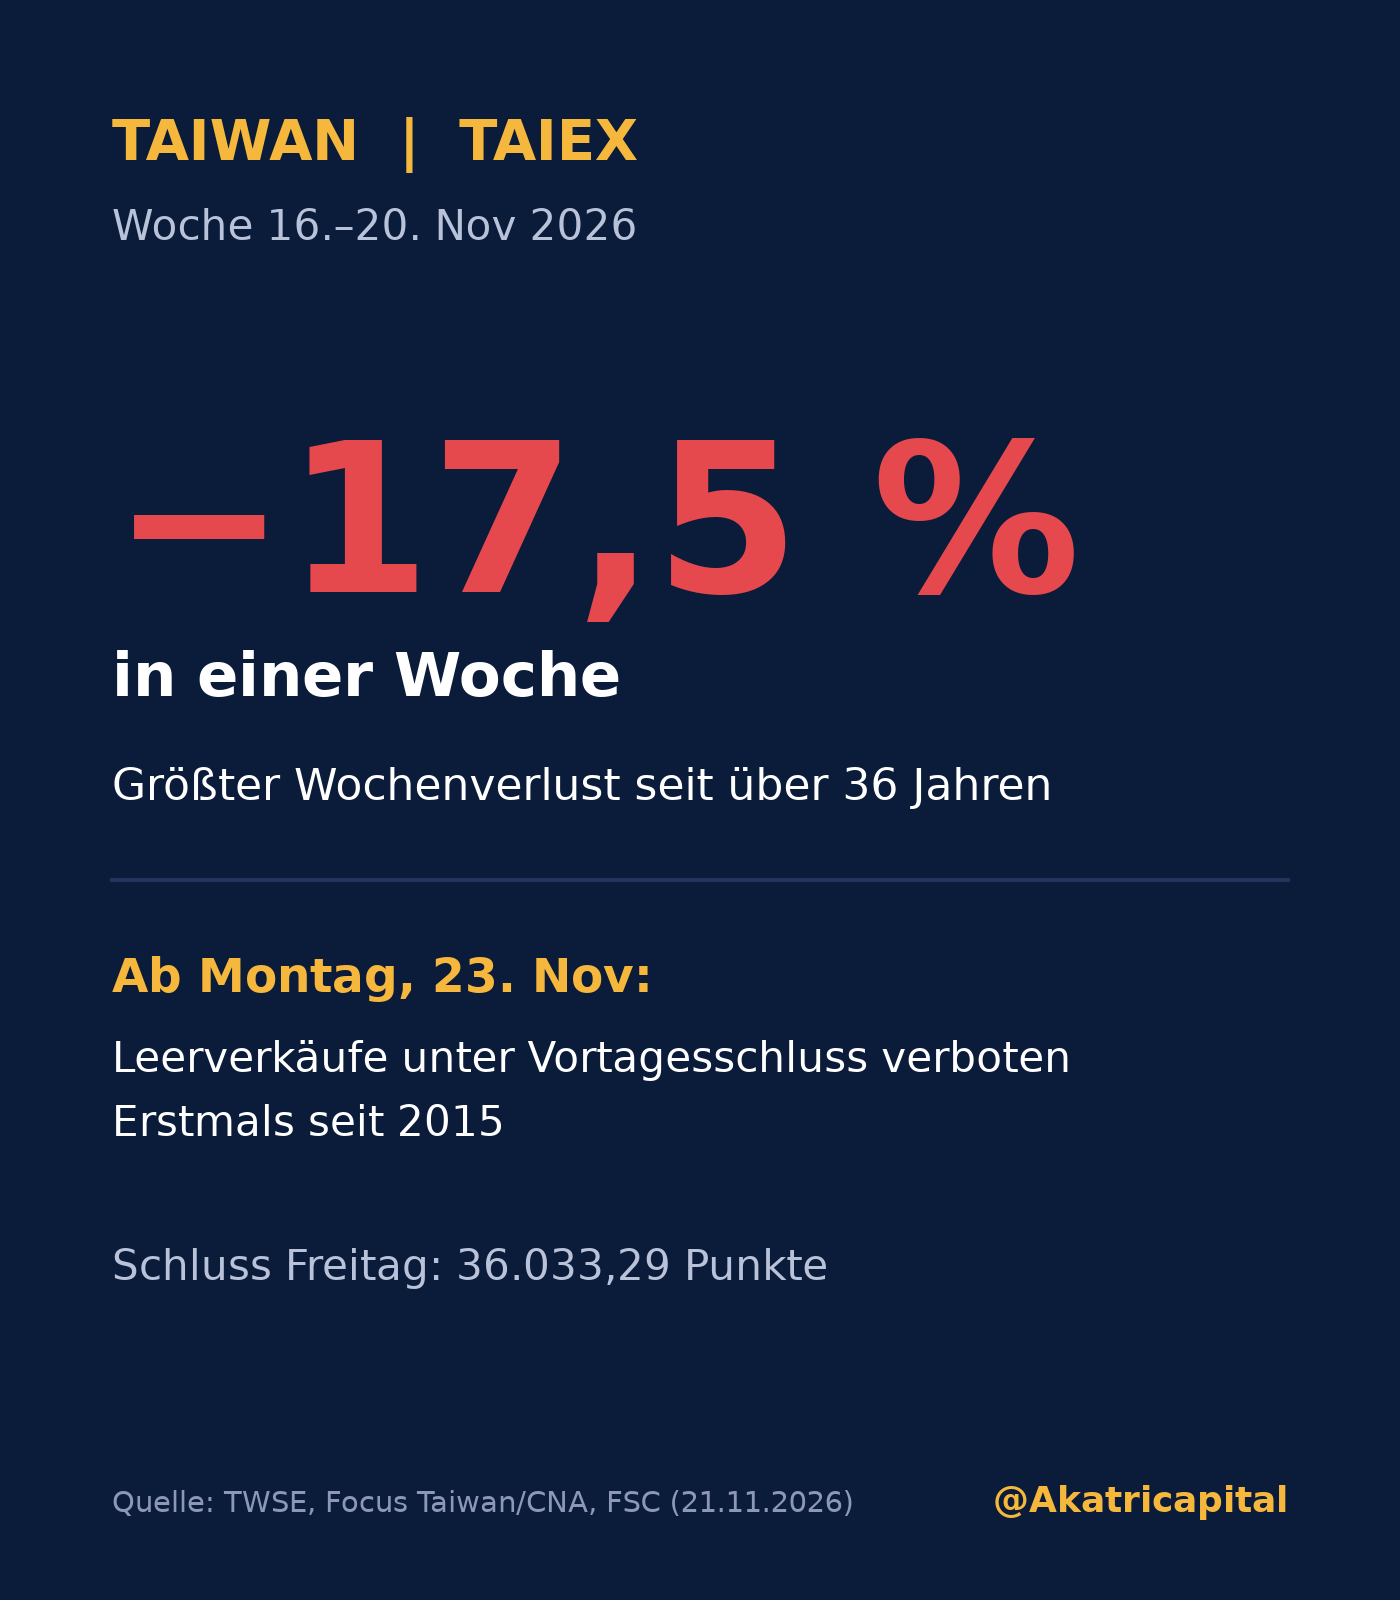 TAIWAN | TAIEX
Woche 16.–20. Nov 2026
−17,5 %
in einer Woche
Größter Wochenverlust seit über 36 Jahren
Ab Montag, 23. Nov:
Leerverkäufe unter Vortagesschluss verboten
Erstmals seit 2015
Schluss Freitag: 36.033,29 Punkte
Quelle: TWSE, Focus Taiwan/CNA, FSC (21.11.2026)
@Akatricapital